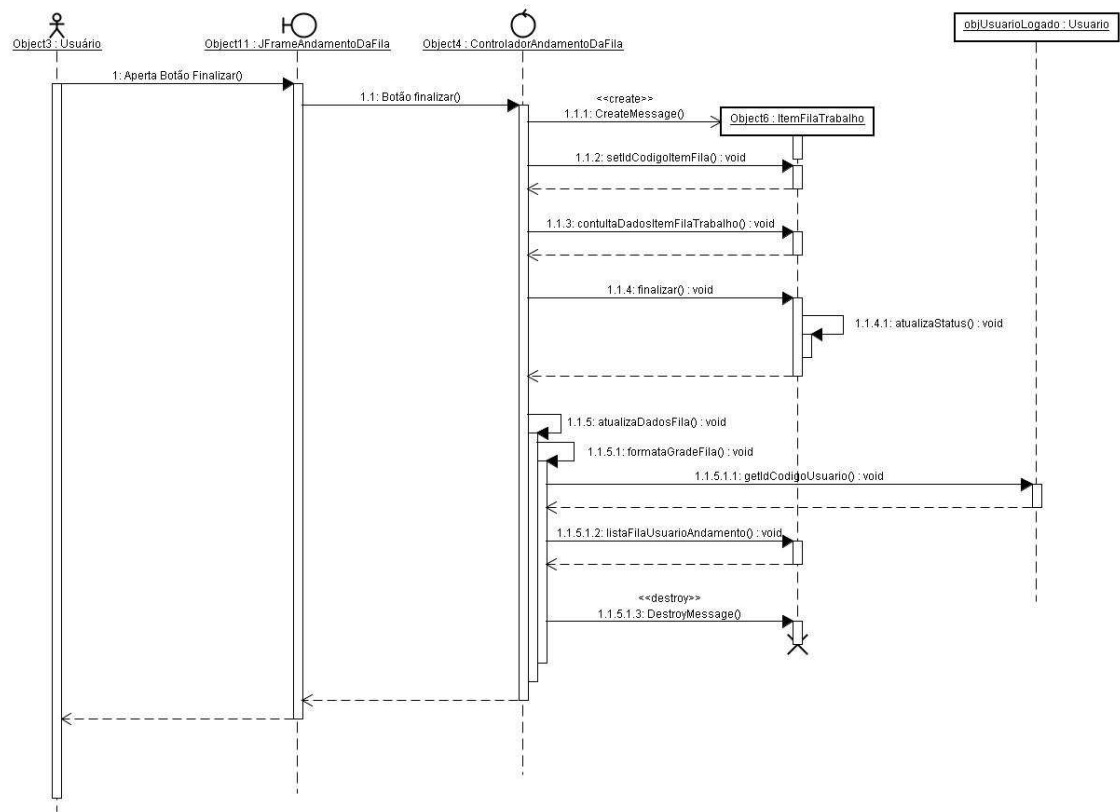 objUsuarioLogado : Usuario
Object3 : Usuário
Object11 : JFrameAndamentoDaFila
Object4 : ControladorAndamentoDaFila
1: Aperta Botão Finalizar()
1.1: Botão finalizar()
<<create>>
1.1.1: CreateMessage()
Object6 : ItemFilaTrabalho
1.1.2: setIdCodigoItemFila() : void
1.1.3: contultaDadosItemFilaTrabalho() : void
1.1.4: finalizar() : void
1.1.4.1: atualizaStatus() : void
1.1.5: atualizaDadosFila() : void
1.1.5.1: formataGradeFila() : void
1.1.5.1.1: getIdCodigoUsuario() : void
1.1.5.1.2: listaFilaUsuarioAndamento() : void
<<destroy>>
1.1.5.1.3: DestroyMessage()